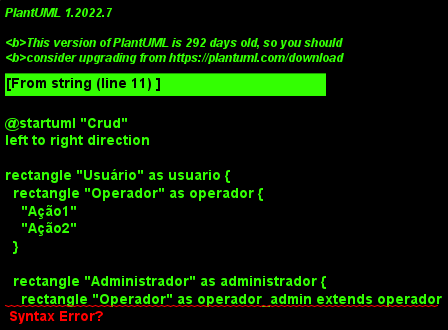 PlantUML 1.2022.7
<b>This version of PlantUML is 292 days old, so you should
<b>consider upgrading from https://plantuml.com/download
[From string (line 11) ]
@startuml "Crud"
left to right direction
rectangle "Usuário" as usuario {
rectangle "Operador" as operador {
"Ação1"
"Ação2"
}
rectangle "Administrador" as administrador {
rectangle "Operador" as operador_admin extends operador
Syntax Error?